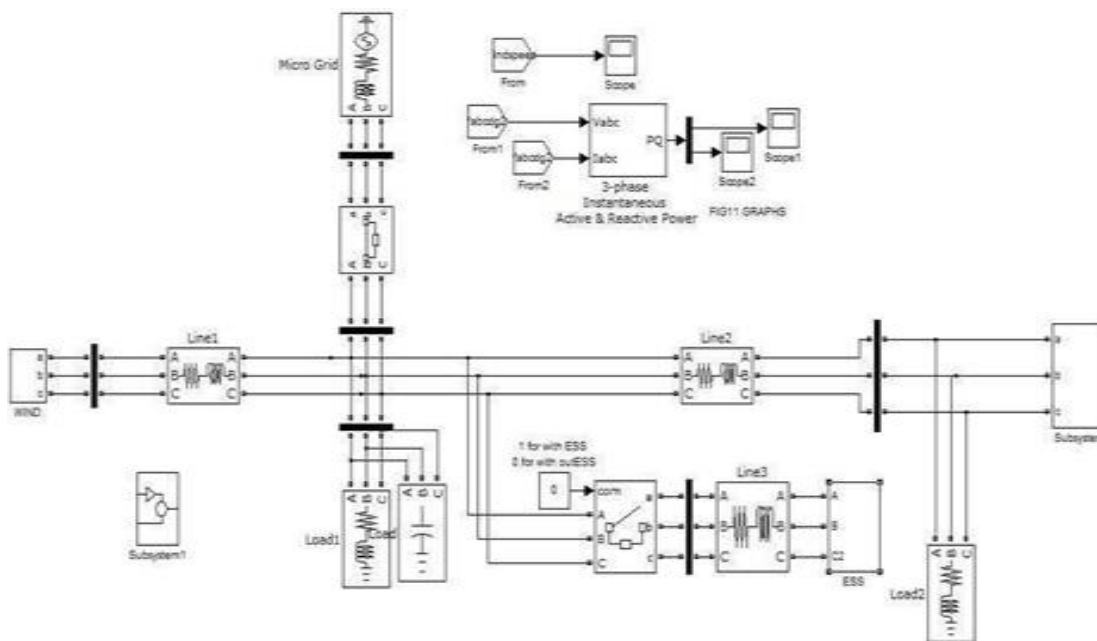 Micro Grid
A B C
From
Scope
From1
Vabc
Iabc
PQ
From2
Scope1
Scope2
3-phase
Instantaneous
Active & Reactive Power
FIG11 GRAPHS
a b c
A B C
Line1
Line2
WIND
a
b
c
A A
B B
C C
A A
B B
C C
a
c
Subsystem1
1 for with ESS
0 for with outESS
0
com
A
B
C
a
b
c
Line3
A A
B B
C C
A
B
ESS
A B C
Load1
A B C
Load
A B C
Load2